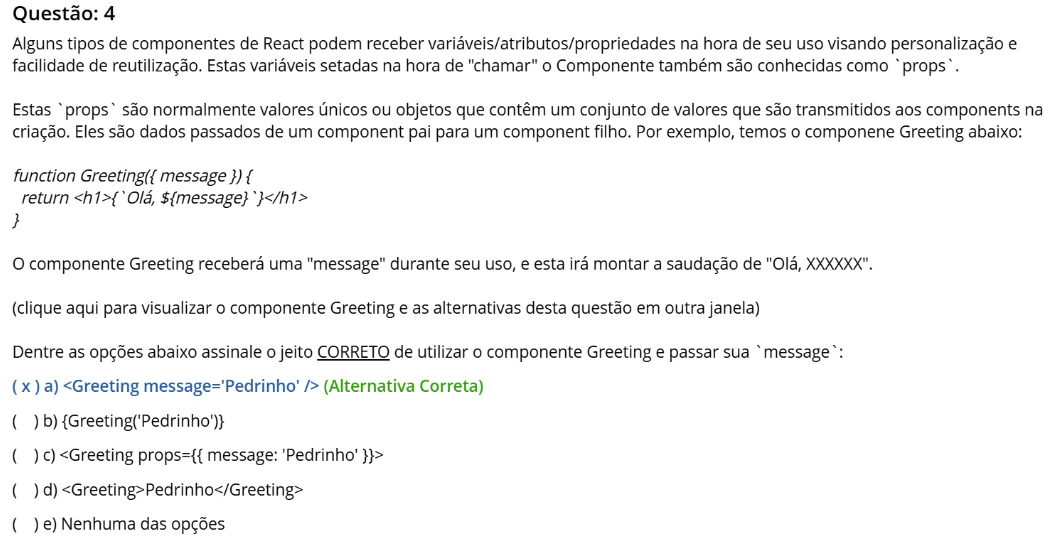 Questão: 4
Alguns tipos de componentes de React podem receber variáveis/atributos/propriedades na hora de seu uso visando personalização e
facilidade de reutilização. Estas variáveis setadas na hora de "chamar" o Componente também são conhecidas como `props`.
Estas `props` são normalmente valores únicos ou objetos que contêm um conjunto de valores que são transmitidos aos components na
criação. Eles são dados passados de um component pai para um component filho. Por exemplo, temos o componene Greeting abaixo:
function Greeting({ message }) {
return <h1>{`Olá, ${message}`}</h1>
}
O componente Greeting receberá uma "message" durante seu uso, e esta irá montar a saudação de "Olá, XXXXXX".
(clique aqui para visualizar o componente Greeting e as alternativas desta questão em outra janela)
Dentre as opções abaixo assinale o jeito CORRETO de utilizar o componente Greeting e passar sua `message`:
( x ) a) <Greeting message='Pedrinho' /> (Alternativa Correta)
( ) b) {Greeting('Pedrinho')}
( ) c) <Greeting props={{ message: 'Pedrinho' }}>
( ) d) <Greeting>Pedrinho</Greeting>
( ) e) Nenhuma das opções